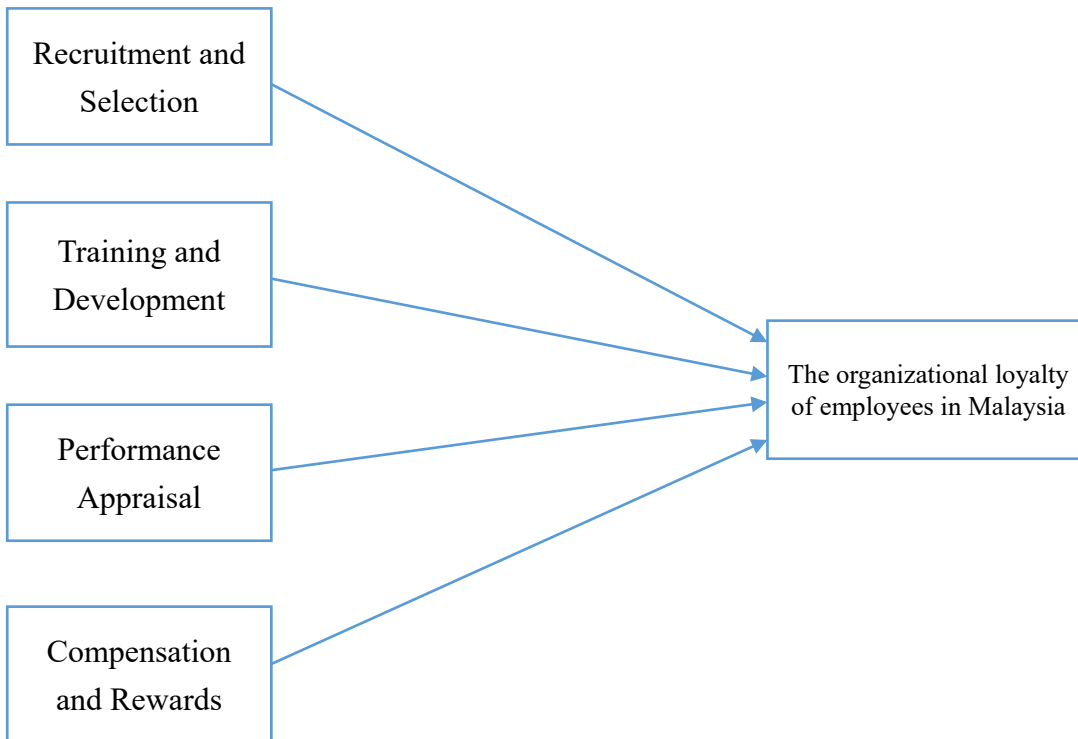 Recruitment and
Selection
Training and
Development
The organizational loyalty
of employees in Malaysia
Performance
Appraisal
Compensation
and Rewards